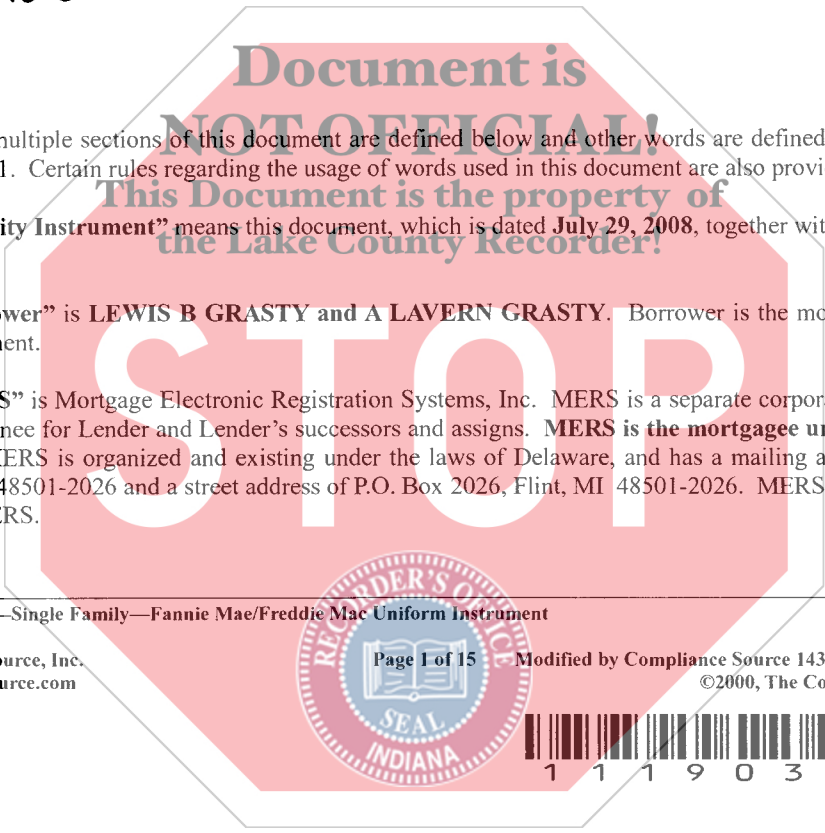 Document is
NOT OFFICIAL!
multiple sections of this document are defined below and other words are defined
1. Certain rules regarding the usage of words used in this document are also provi
This Document is the property of
ity Instrument” means this document, which is dated July 29, 2008, together wit
the Lake County Recorder!
ower” is LEWIS B GRASTY and A LAVERN GRASTY. Borrower is the mo
ent.
STOP
S” is Mortgage Electronic Registration Systems, Inc. MERS is a separate corpor
nee for Lender and Lender’s successors and assigns. MERS is the mortgagee u
ERS is organized and existing under the laws of Delaware, and has a mailing a
48501-2026 and a street address of P.O. Box 2026, Flint, MI 48501-2026. MERS
ERS.
—Single Family—Fannie Mae/Freddie Mac Uniform Instrument
ource, Inc. Page 1 of 15 Modified by Compliance Source 143
urce.com ©2000, The Co
RECORDER'S OFFICE
SEAL
INDIANA
1 1 1 9 0 3